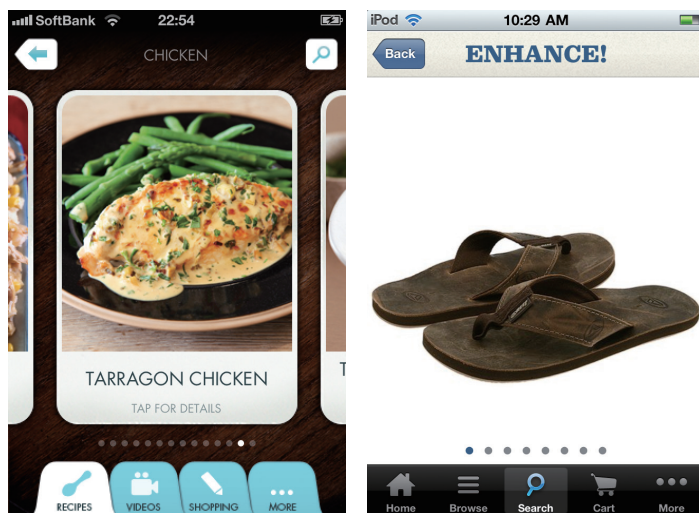 SoftBank 22:54
CHICKEN
TARRAGON CHICKEN
TAP FOR DETAILS
T
RECIPES VIDEOS SHOPPING MORE
iPod 10:29 AM
Back ENHANCE!
Home Browse Search Cart More